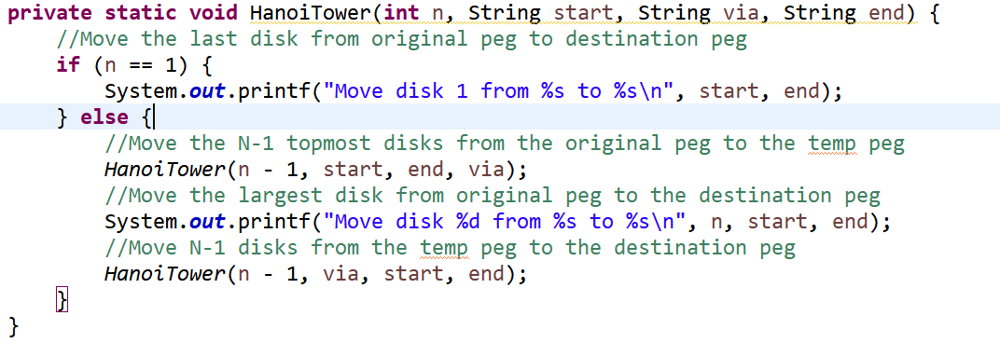 private static void HanoiTower(int n, String start, String via, String end) {
    //Move the last disk from original peg to destination peg
    if (n == 1) {
        System.out.printf("Move disk 1 from %s to %s\n", start, end);
    } else {
        //Move the N-1 topmost disks from the original peg to the temp peg
        HanoiTower(n - 1, start, end, via);
        //Move the largest disk from original peg to the destination peg
        System.out.printf("Move disk %d from %s to %s\n", n, start, end);
        //Move N-1 disks from the temp peg to the destination peg
        HanoiTower(n - 1, via, start, end);
    }
}